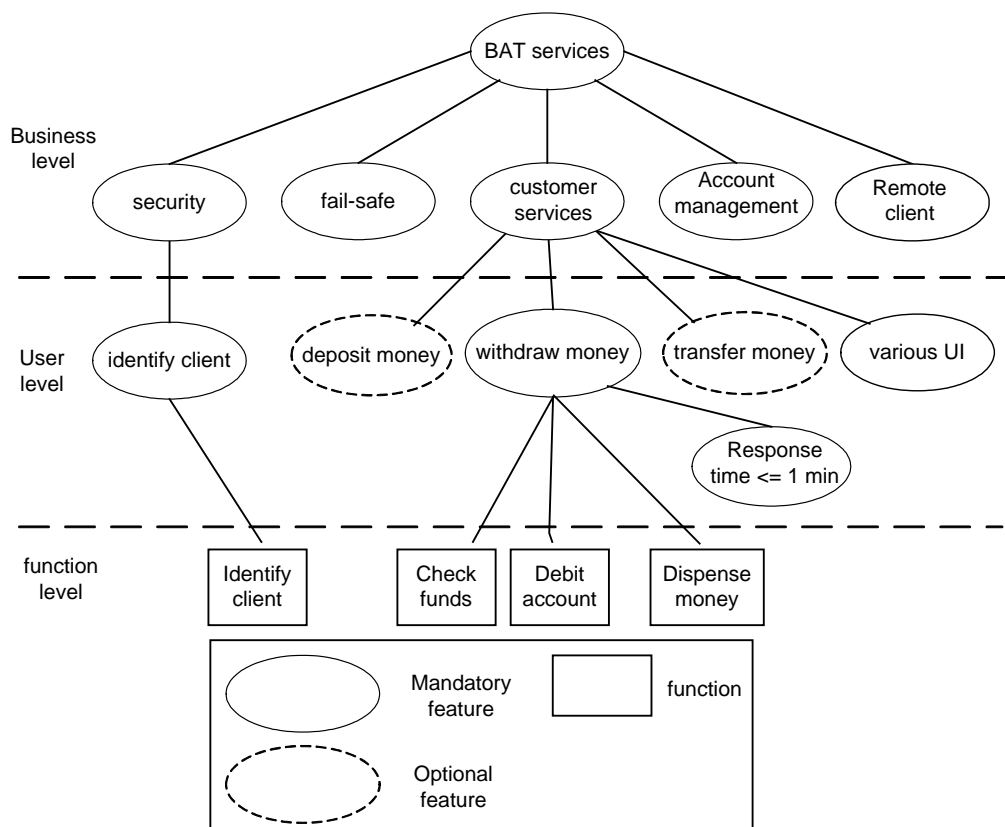 BAT services
Business
level
security
fail-safe
customer
services
Account
management
Remote
client
User
level
identify client
deposit money
withdraw money
transfer money
various UI
Response
time <= 1 min
function
level
Identify
client
Check
funds
Debit
account
Dispense
money
Mandatory
feature
function
Optional
feature